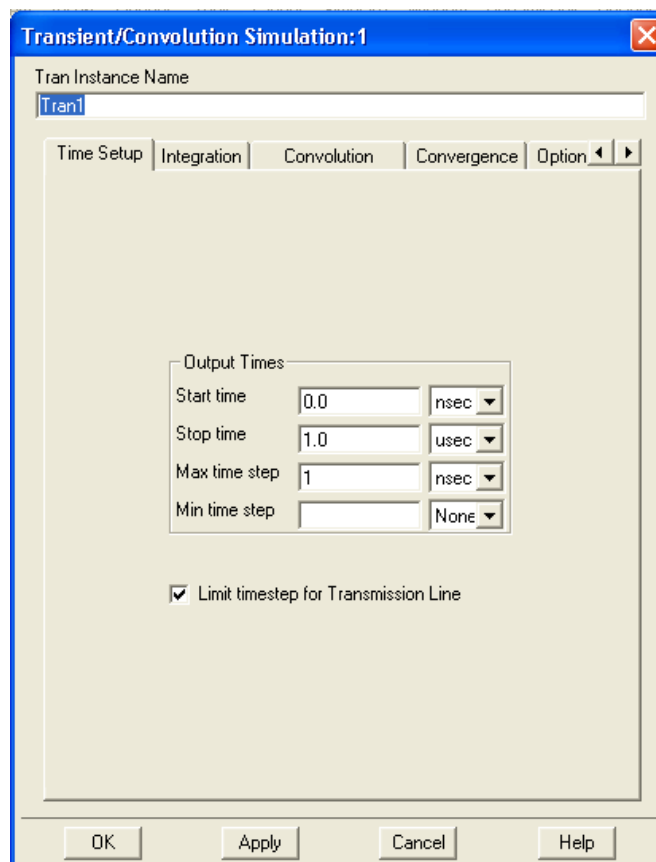 Transient/Convolution Simulation:1
Tran Instance Name
Tran1
Time Setup Integration Convolution Convergence Option
Output Times
Start time 0.0 nsec
Stop time 1.0 usec
Max time step 1 nsec
Min time step None
Limit timestep for Transmission Line
OK Apply Cancel Help